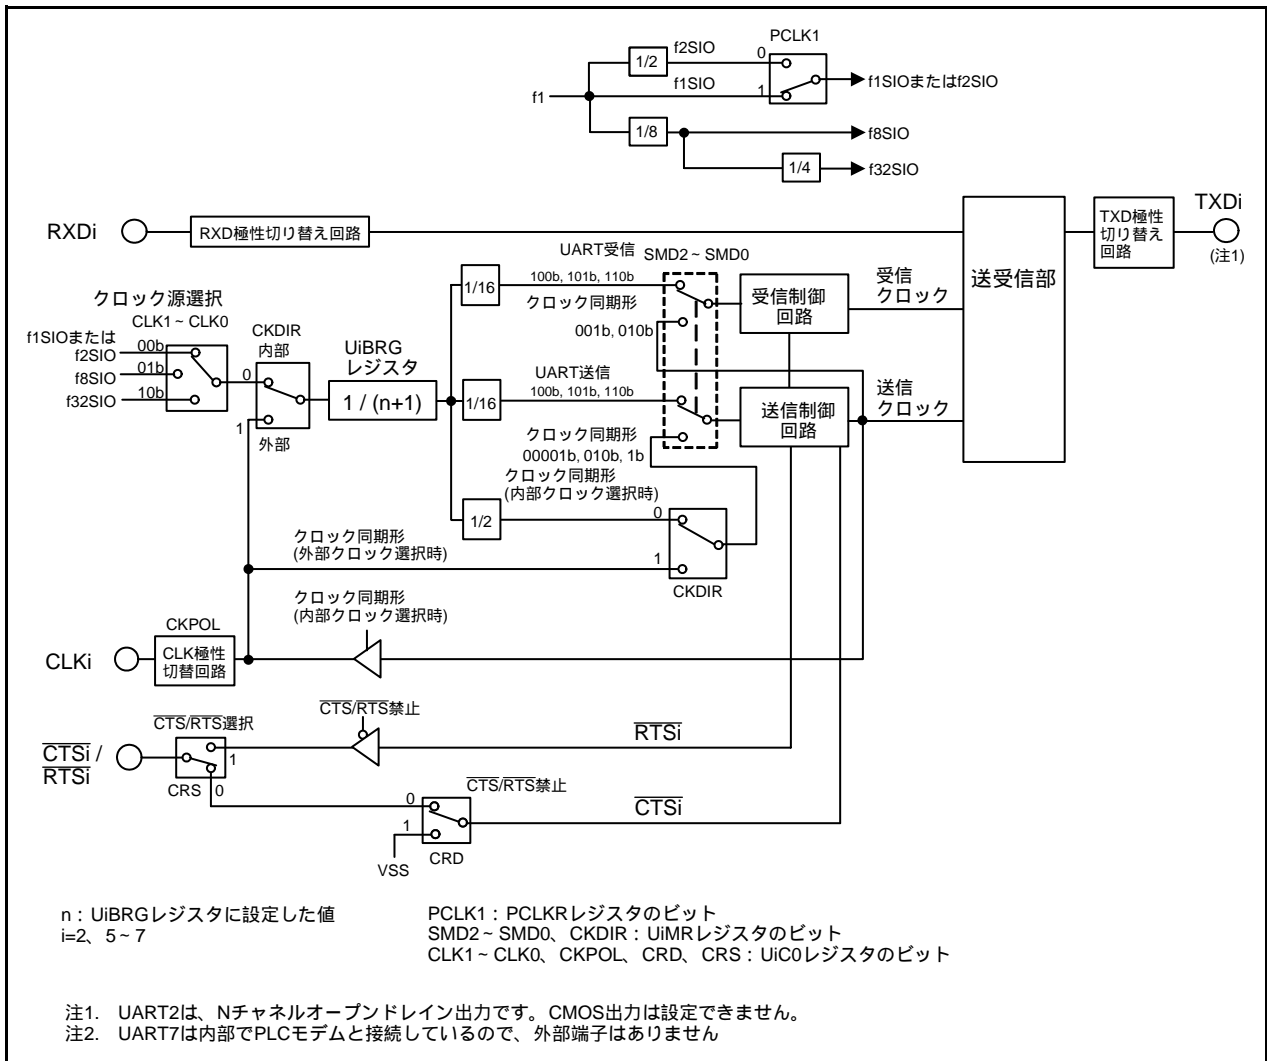 PCLK1
f2SIO
0
1/2
f1SIO
1
f1
f1SIOまたはf2SIO
1/8
f8SIO
1/4
f32SIO
RXDi
RXD極性切り替え回路
TXDi
TXD極性
切り替え
回路
(注1)
送受信部
UART受信
SMD2~SMD0
1/16
100b, 101b, 110b
クロック同期形
001b, 010b
受信制御
回路
受信
クロック
クロック源選択
CLK1~CLK0
f1SIOまたは
f2SIO
00b
f8SIO
01b
f32SIO
10b
CKDIR
内部
0
1
外部
UiBRG
レジスタ
1 / (n+1)
UART送信
1/16
100b, 101b, 110b
クロック同期形
00001b, 010b, 1b
送信制御
回路
送信
クロック
クロック同期形
(内部クロック選択時)
1/2
0
1
CKDIR
クロック同期形
(外部クロック選択時)
クロック同期形
(内部クロック選択時)
CKPOL
CLKi
CLK極性
切替回路
CTS/RTS禁止
CTS/RTS選択
CTSi /
RTSi
1
CRS
0
RTSi
CTS/RTS禁止
0
1
CTSi
VSS
CRD
n：UiBRGレジスタに設定した値
i=2、5~7
PCLK1：PCLKRレジスタのビット
SMD2~SMD0、CKDIR：UiMRレジスタのビット
CLK1~CLK0、CKPOL、CRD、CRS：UiC0レジスタのビット
注1. UART2は、Nチャネルオープンドレイン出力です。CMOS出力は設定できません。
注2. UART7は内部でPLCモデムと接続しているので、外部端子はありません